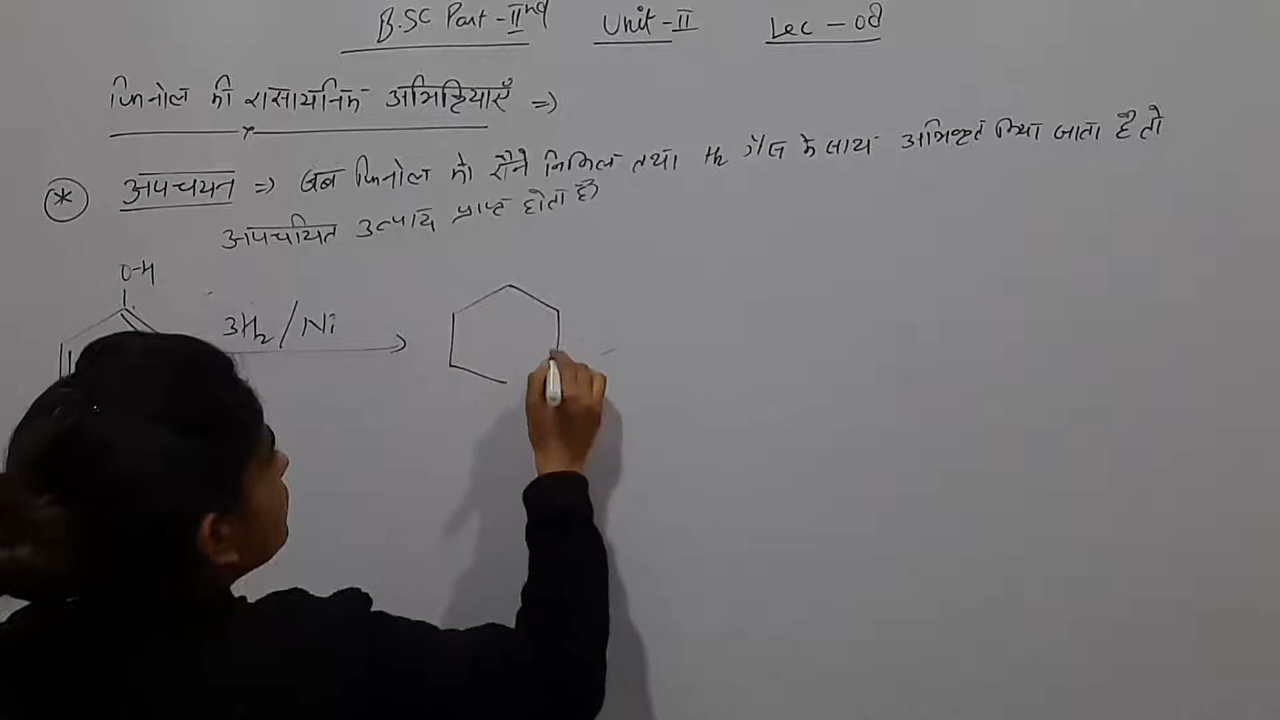 B.SC Part-IInd Unit-II Lec-08
फिनोल की रासायनिक अभिक्रियाएँ =>
* अपचयन => जब फिनोल को रैने निकिल तथा H2 गैस के साथ अभिकृत किया जाता है तो
अपचयित उत्पाद प्राप्त होता है
O-H
3H2/Ni